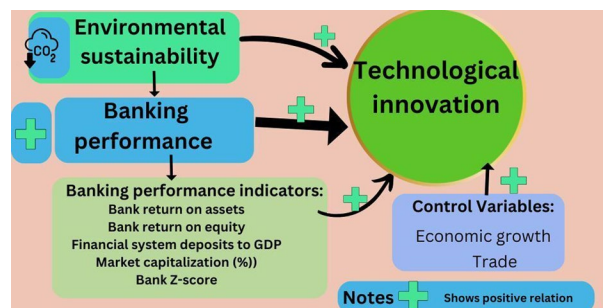 Environmental
sustainability
CO2
Technological
innovation
Banking
performance
Banking performance indicators:
Bank return on assets
Bank return on equity
Financial system deposits to GDP
Market capitalization (%))
Bank Z-score
Control Variables:
Economic growth
Trade
Notes
Shows positive relation